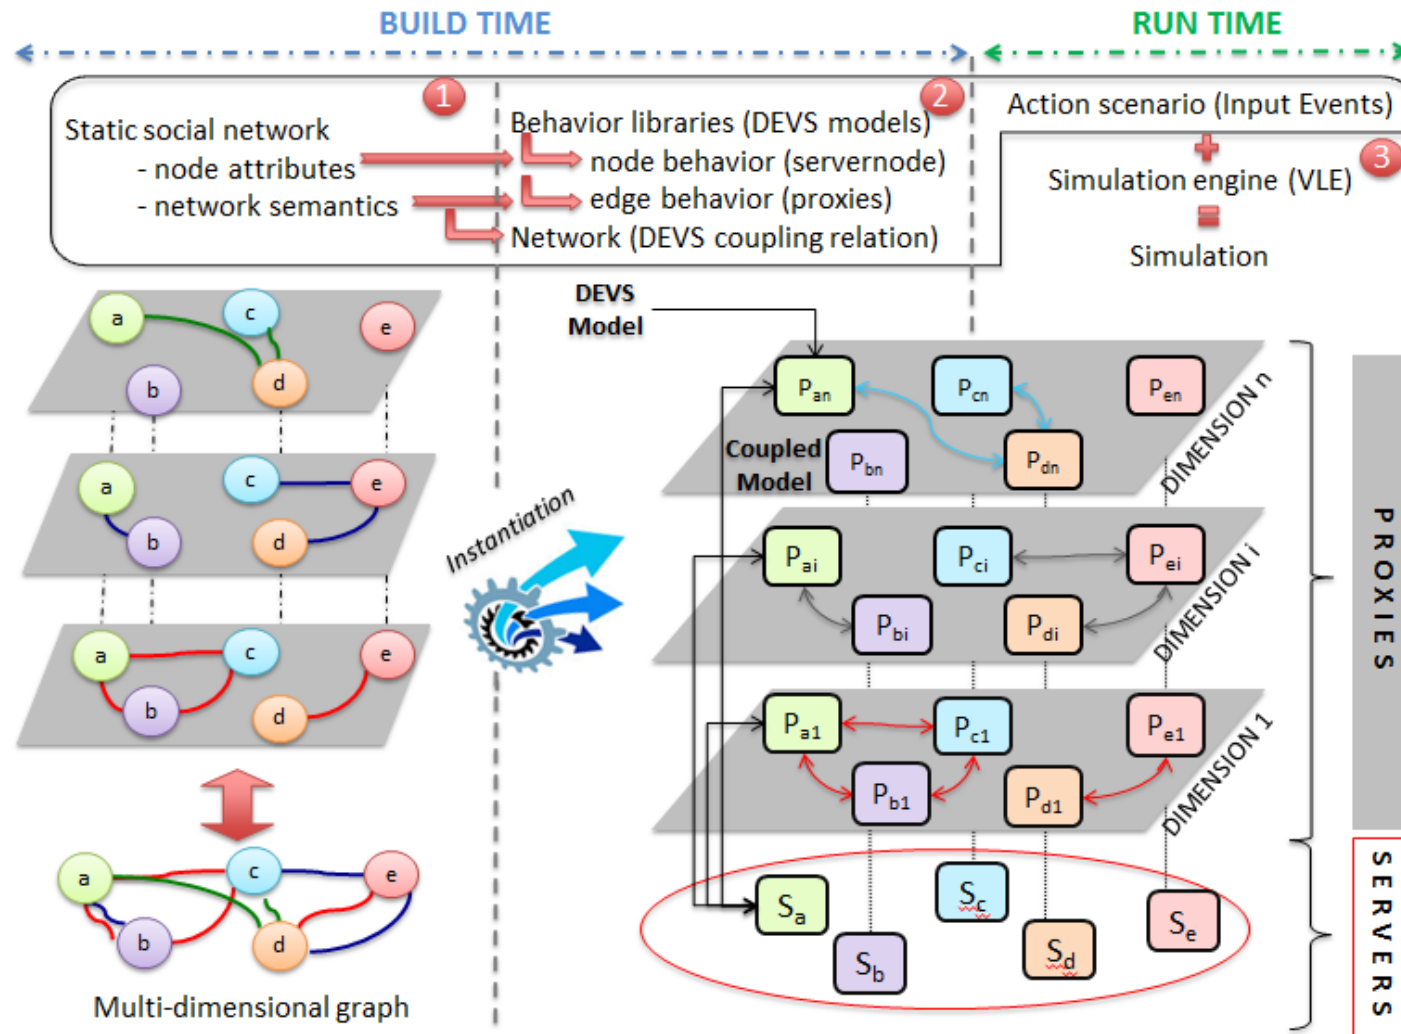 BUILD TIME
RUN TIME
1
2
Static social network
- node attributes
- network semantics
Behavior libraries (DEVS models)
node behavior (servernode)
edge behavior (proxies)
Network (DEVS coupling relation)
Action scenario (Input Events)
3
Simulation engine (VLE)
Simulation
a
c
e
b
d
a
c
e
b
d
a
c
e
b
d
a
c
e
b
d
Multi-dimensional graph
Instantiation
DEVS
Model
Coupled
Model
Pan
Pcn
Pen
Pbn
Pdn
DIMENSION n
Pai
Pci
Pei
Pbi
Pdi
DIMENSION i
Pa1
Pc1
Pe1
Pb1
Pd1
DIMENSION 1
Sa
Sc
Se
Sb
Sd
PROXIES
SERVERS